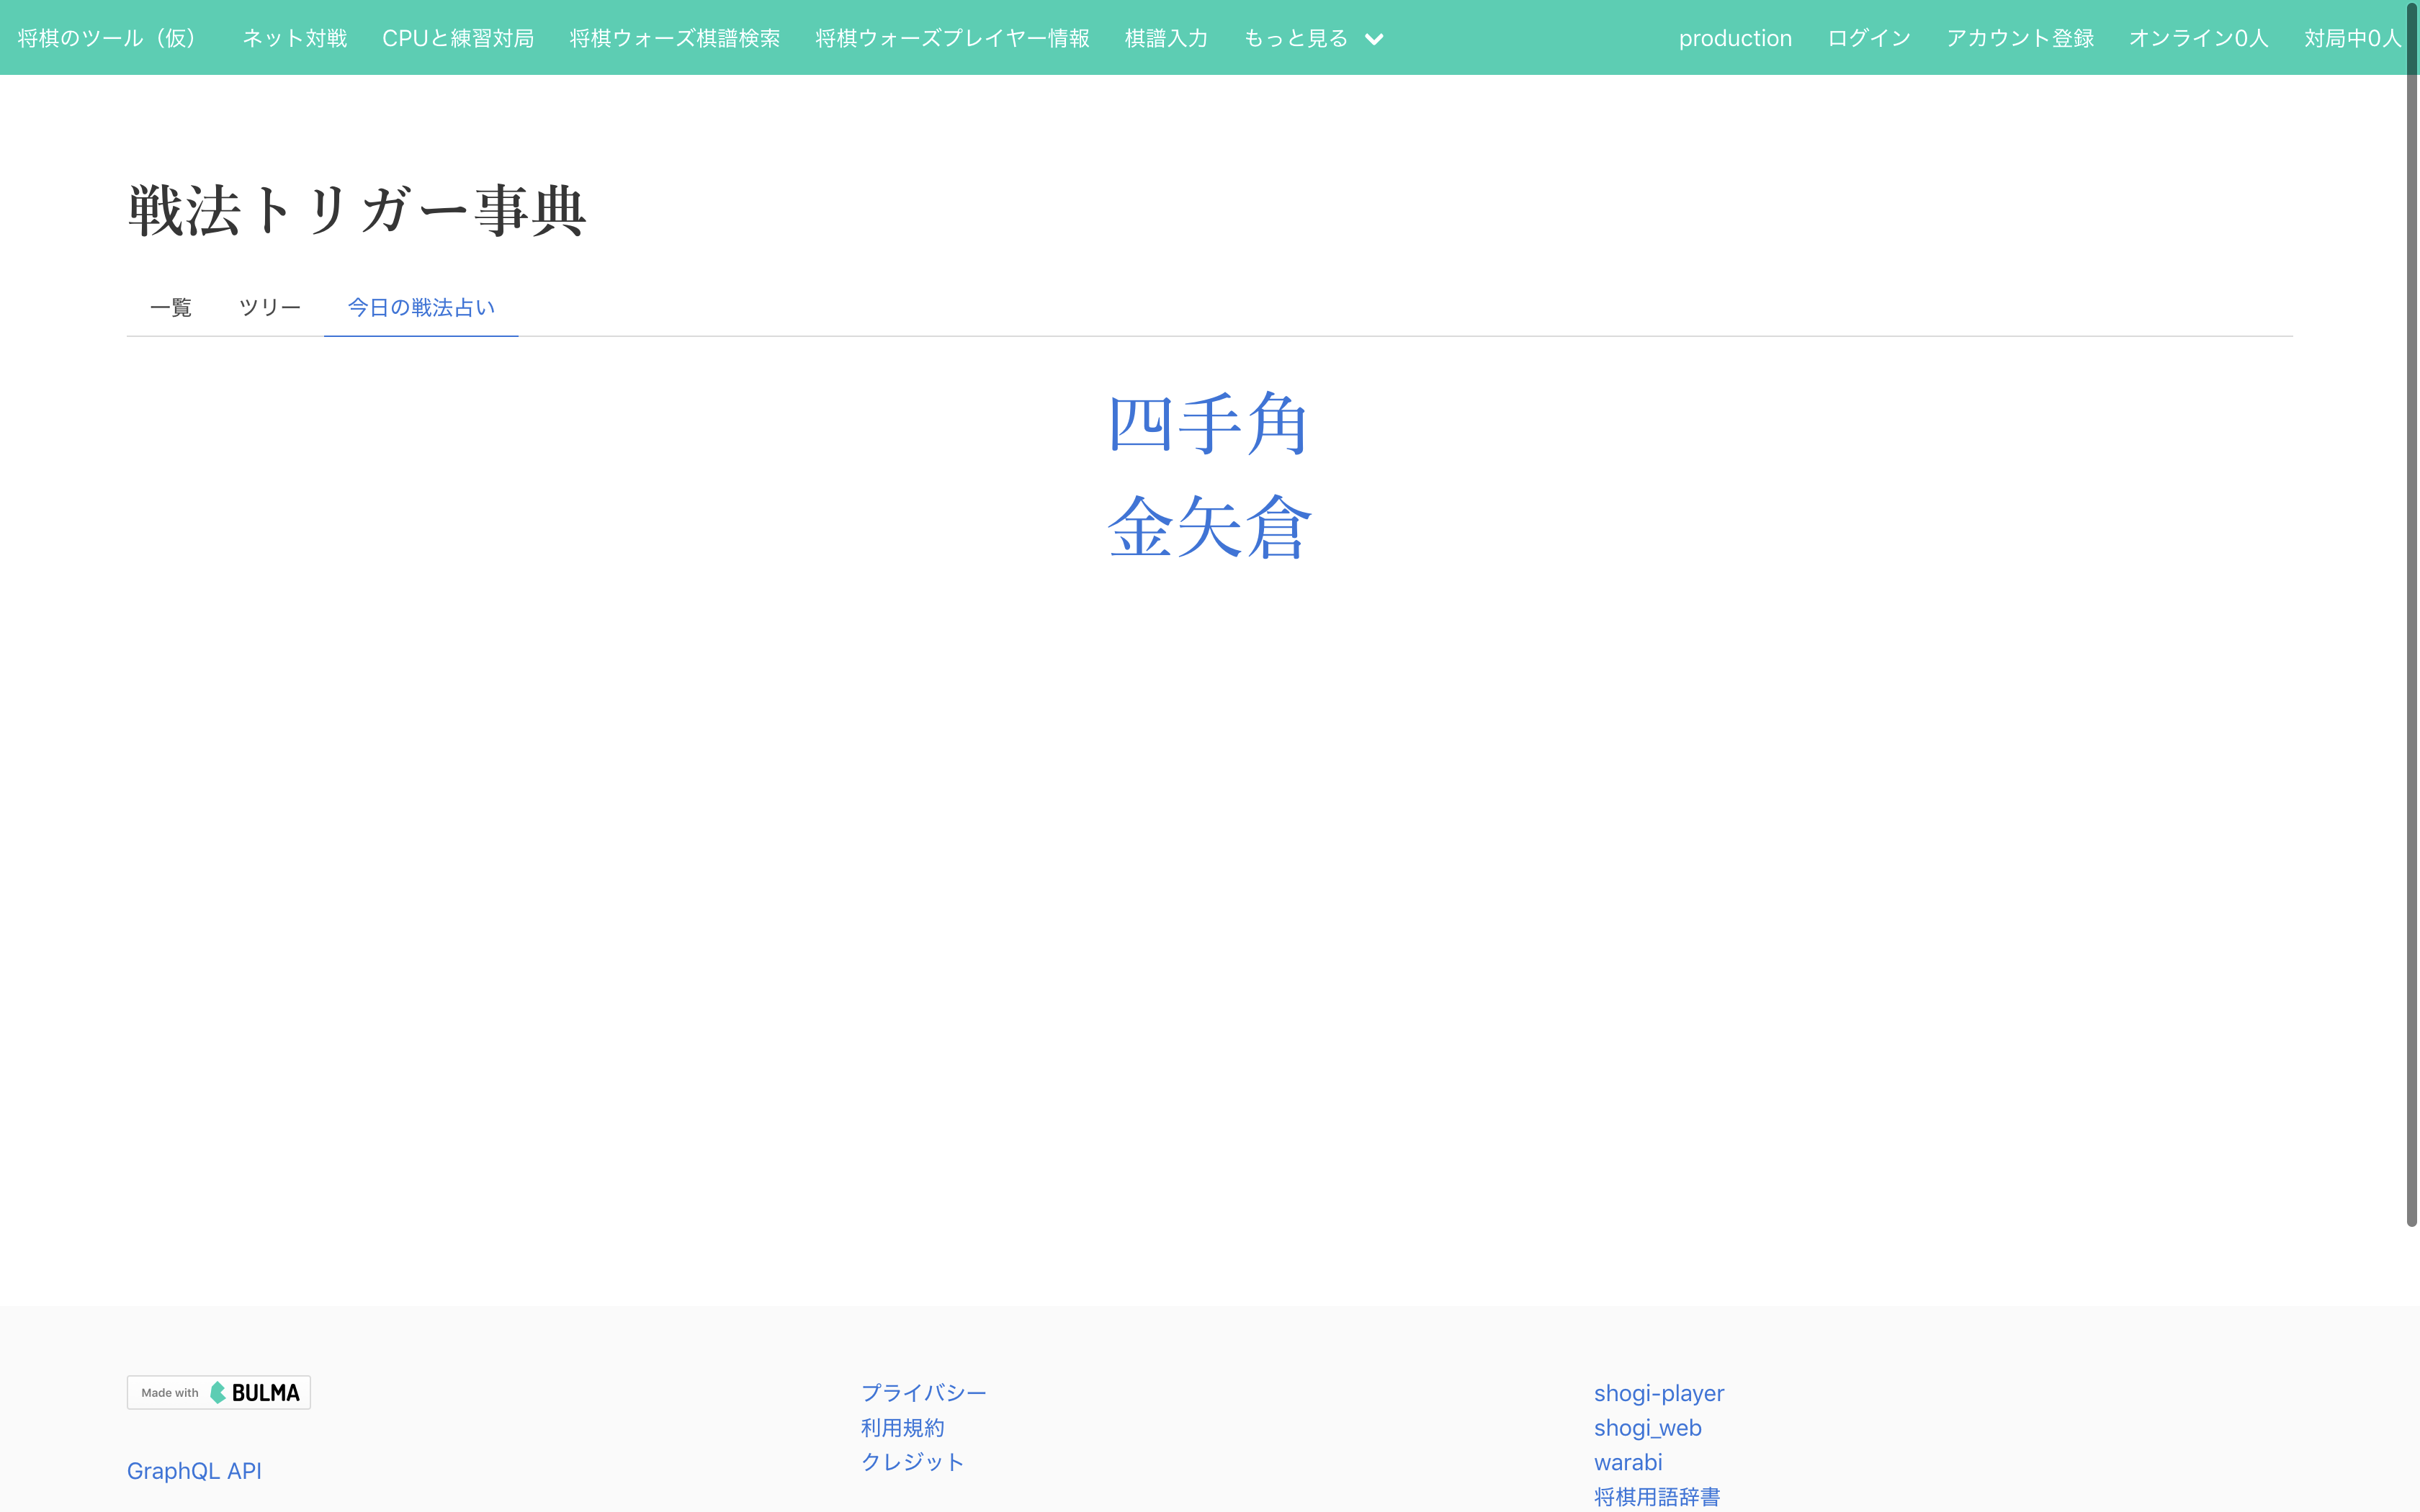 将棋のツール（仮） ネット対戦 CPUと練習対局 将棋ウォーズ棋譜検索 将棋ウォーズプレイヤー情報 棋譜入力 もっと見る production ログイン アカウント登録 オンライン0人 対局中0人
戦法トリガー事典
一覧 ツリー 今日の戦法占い
四手角
金矢倉
Made with BULMA
GraphQL API
プライバシー
利用規約
クレジット
shogi-player
shogi_web
warabi
将棋用語辞書